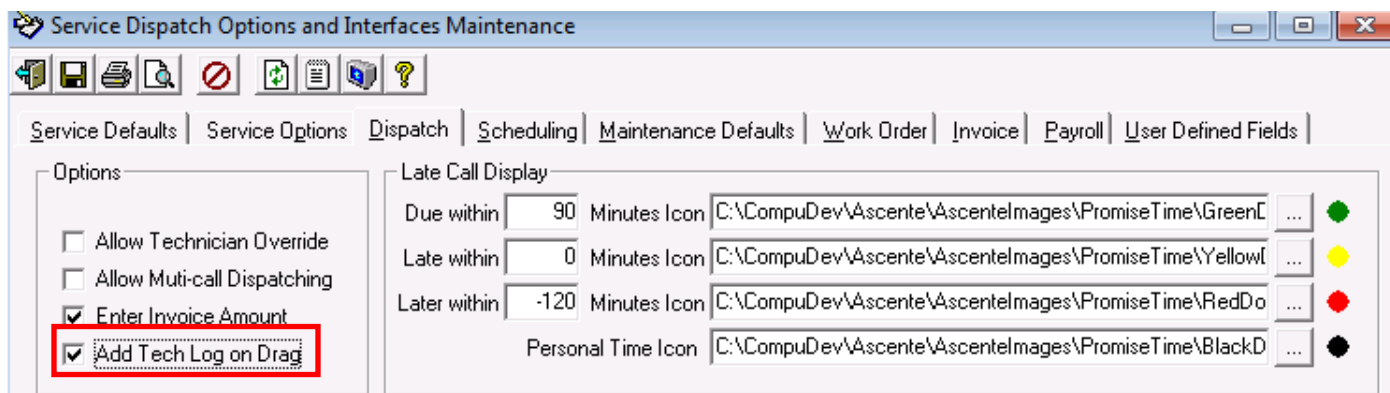 Service Dispatch Options and Interfaces Maintenance
Service Defaults Service Options Dispatch Scheduling Maintenance Defaults Work Order Invoice Payroll User Defined Fields
Options
Allow Technician Override
Allow Muti-call Dispatching
Enter Invoice Amount
Add Tech Log on Drag
Late Call Display
Due within 90 Minutes Icon C:\CompuDev\Ascente\AscenteImages\PromiseTime\GreenD ...
Late within 0 Minutes Icon C:\CompuDev\Ascente\AscenteImages\PromiseTime\YellowD ...
Later within -120 Minutes Icon C:\CompuDev\Ascente\AscenteImages\PromiseTime\RedDo ...
Personal Time Icon C:\CompuDev\Ascente\AscenteImages\PromiseTime\BlackD ...